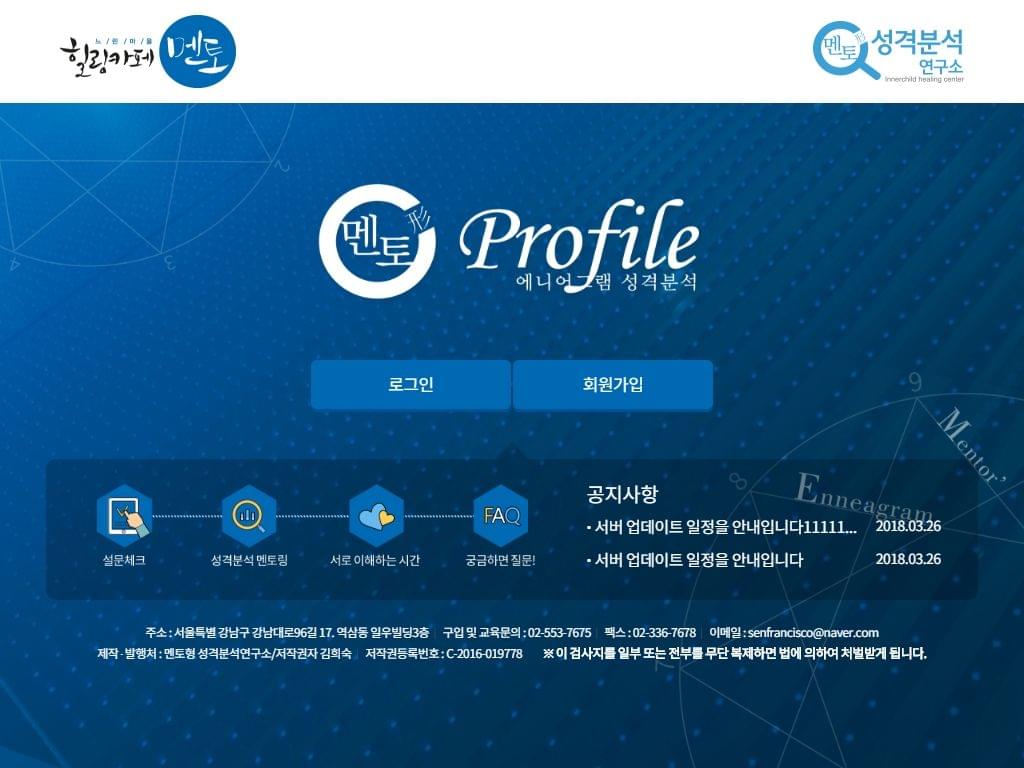 느/린/마/을
힐링카페 멘토
멘토形 성격분석
연구소
Innerchild healing center
2
3
4
멘토形 Profile
에니어그램 성격분석
로그인 회원가입
9
Mentor'
8
Enneagram
공지사항
· 서버 업데이트 일정을 안내입니다11111... 2018.03.26
· 서버 업데이트 일정을 안내입니다 2018.03.26
FAQ
설문체크 성격분석 멘토링 서로 이해하는 시간 궁금하면 질문!
주소 : 서울특별 강남구 강남대로96길 17. 역삼동 일우빌딩3층 | 구입 및 교육문의 : 02-553-7675 | 팩스 : 02-336-7678 | 이메일 : senfrancisco@naver.com
제작 · 발행처 : 멘토형 성격분석연구소/저작권자 김희숙 | 저작권등록번호 : C-2016-019778 ※ 이 검사지를 일부 또는 전부를 무단 복제하면 법에 의하여 처벌받게 됩니다.
7